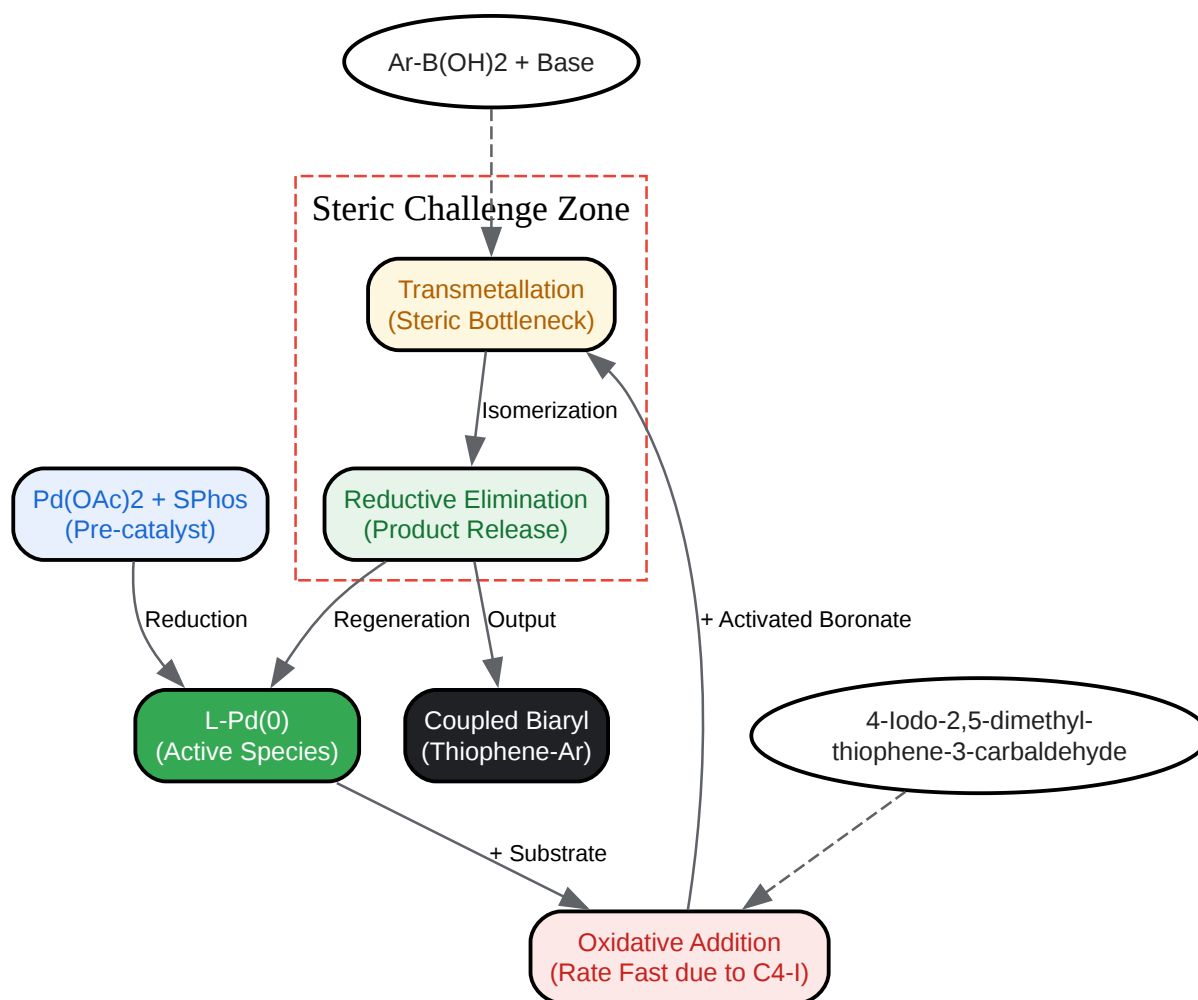 Ar-B(OH)2 + Base
Steric Challenge Zone
Transmetallation
(Steric Bottleneck)
Isomerization
Pd(OAc)2 + SPhos
(Pre-catalyst)
Reductive Elimination
(Product Release)
Reduction
Regeneration
Output
+ Activated Boronate
L-Pd(0)
(Active Species)
Coupled Biaryl
(Thiophene-Ar)
4-Iodo-2,5-dimethyl-
thiophene-3-carbaldehyde
+ Substrate
Oxidative Addition
(Rate Fast due to C4-I)